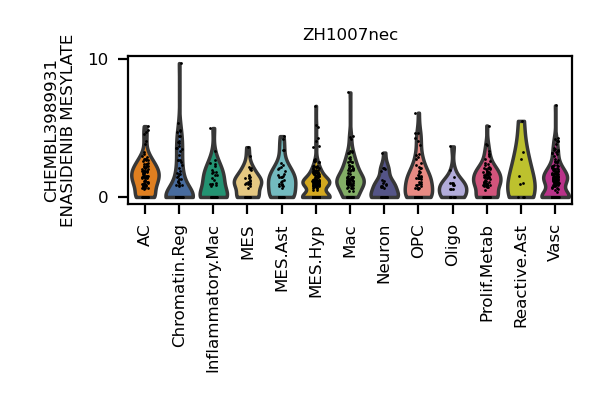 ZH1007nec
CHEMBL3989931
ENASIDENIB MESYLATE
10
0
AC
Chromatin.Reg
Inflammatory.Mac
MES
MES.Ast
MES.Hyp
Mac
Neuron
OPC
Oligo
Prolif.Metab
Reactive.Ast
Vasc